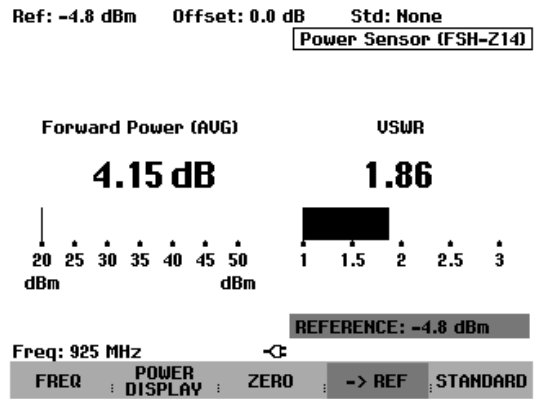 Ref: -4.8 dBm Offset: 0.0 dB Std: None
Power Sensor (FSH-Z14)
Forward Power (AVG) VSWR
4.15 dB 1.86
20 25 30 35 40 45 50 1 1.5 2 2.5 3
dBm dBm
REFERENCE: -4.8 dBm
Freq: 925 MHz
FREQ POWER DISPLAY ZERO -> REF STANDARD